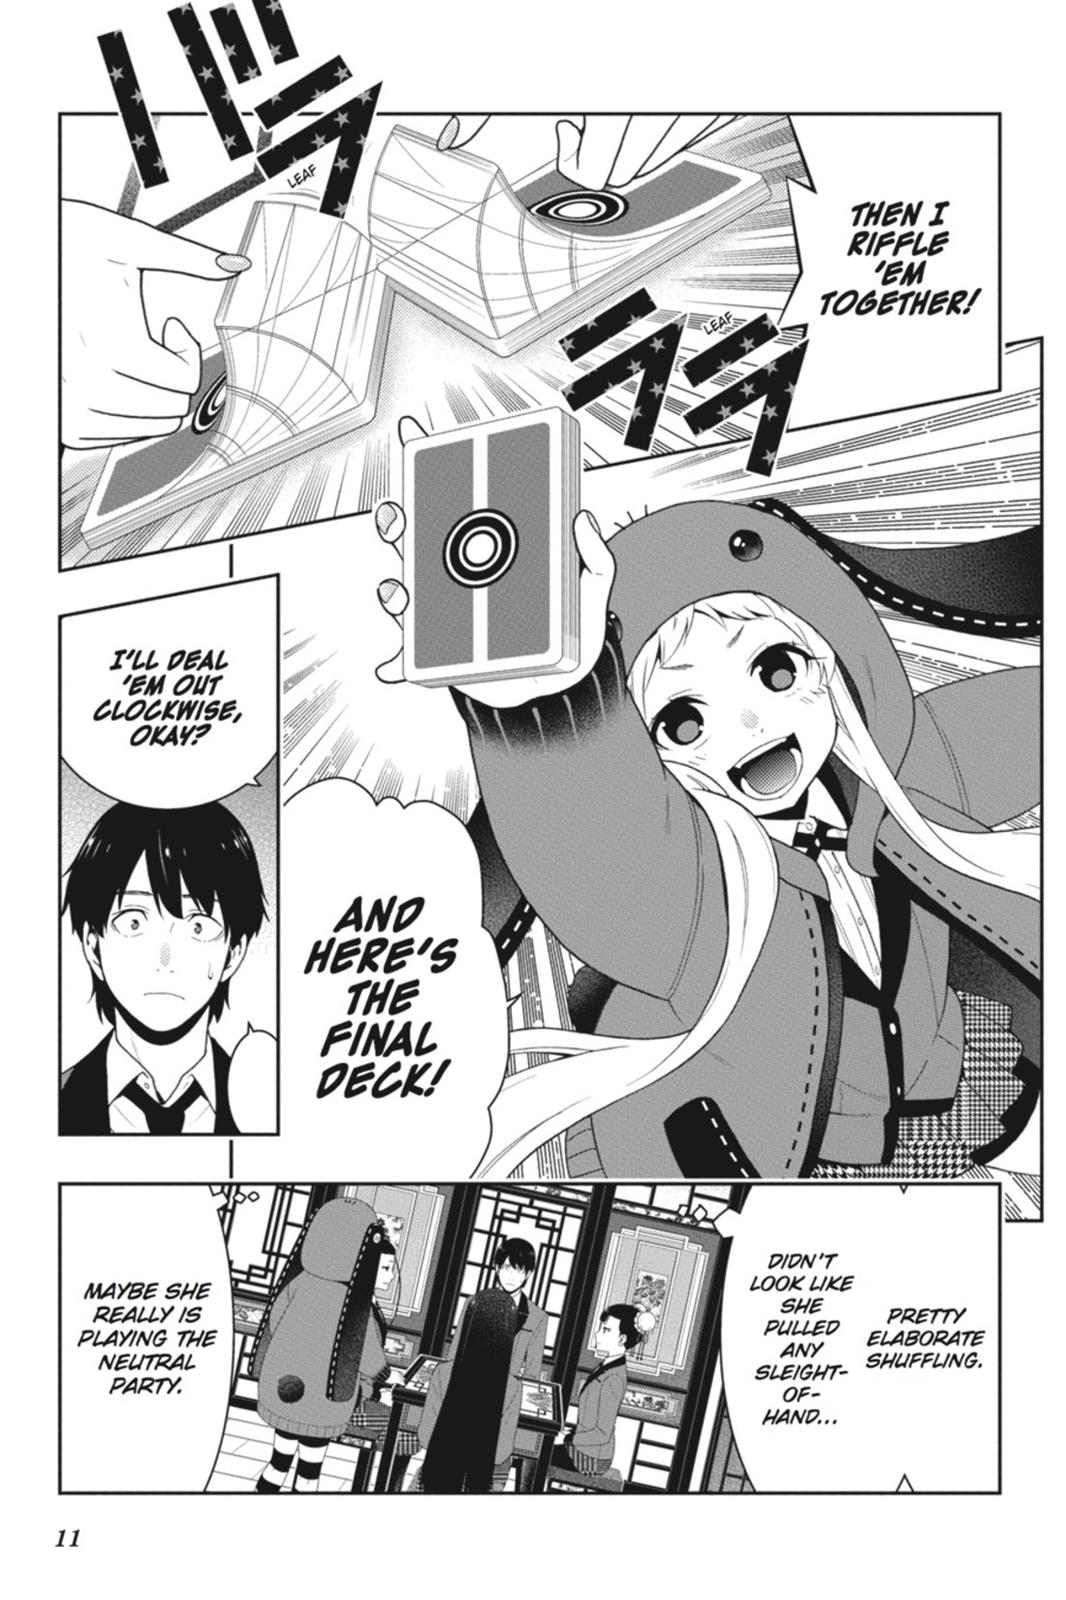 バララ
LEAF
THEN I
RIFFLE
'EM
TOGETHER!
ララ
LEAF
AND
HERE'S
THE
FINAL
DECK!
I'LL DEAL
'EM OUT
CLOCKWISE,
OKAY?
PRETTY
ELABORATE
SHUFFLING.
DIDN'T
LOOK LIKE
SHE
PULLED
ANY
SLEIGHT-
OF-
HAND...
MAYBE SHE
REALLY IS
PLAYING THE
NEUTRAL
PARTY.
11